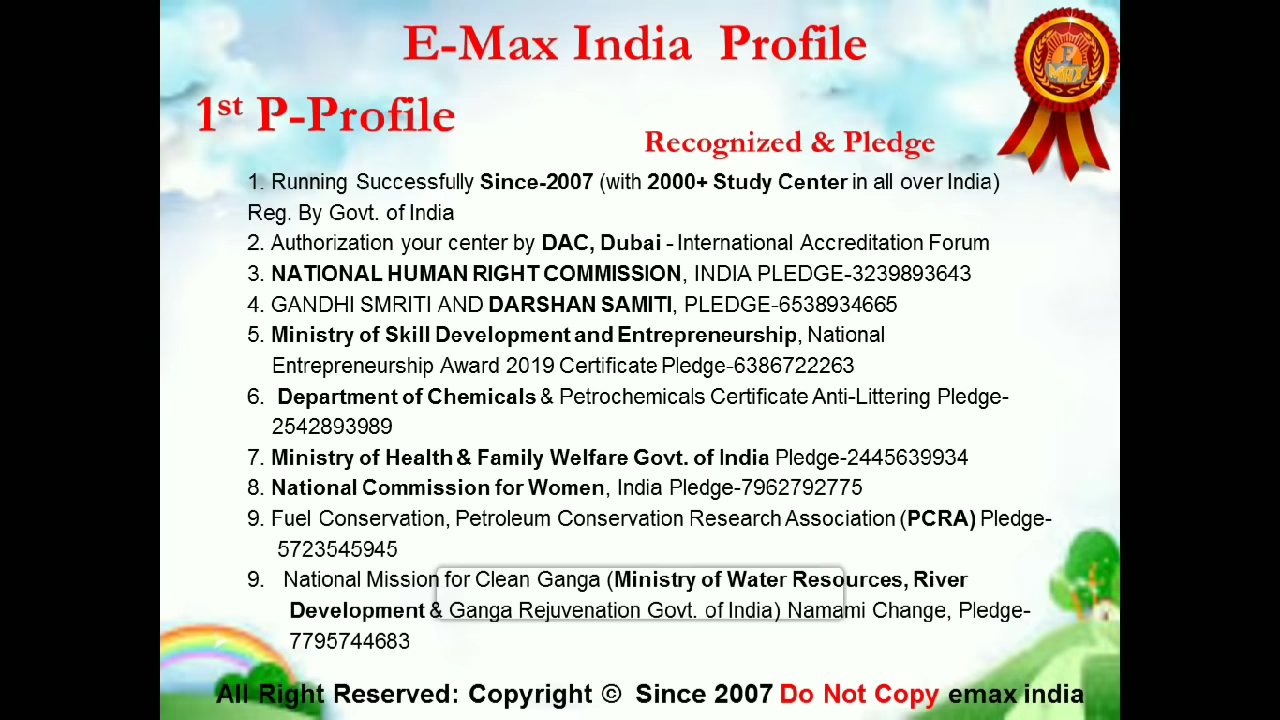 E-Max India Profile
1st P-Profile
Recognized & Pledge
E
MAX
1. Running Successfully Since-2007 (with 2000+ Study Center in all over India)
Reg. By Govt. of India
2. Authorization your center by DAC, Dubai - International Accreditation Forum
3. NATIONAL HUMAN RIGHT COMMISSION, INDIA PLEDGE-3239893643
4. GANDHI SMRITI AND DARSHAN SAMITI, PLEDGE-6538934665
5. Ministry of Skill Development and Entrepreneurship, National
Entrepreneurship Award 2019 Certificate Pledge-6386722263
6. Department of Chemicals & Petrochemicals Certificate Anti-Littering Pledge-
2542893989
7. Ministry of Health & Family Welfare Govt. of India Pledge-2445639934
8. National Commission for Women, India Pledge-7962792775
9. Fuel Conservation, Petroleum Conservation Research Association (PCRA) Pledge-
5723545945
9. National Mission for Clean Ganga (Ministry of Water Resources, River
Development & Ganga Rejuvenation Govt. of India) Namami Change, Pledge-
7795744683
All Right Reserved: Copyright © Since 2007 Do Not Copy emax india